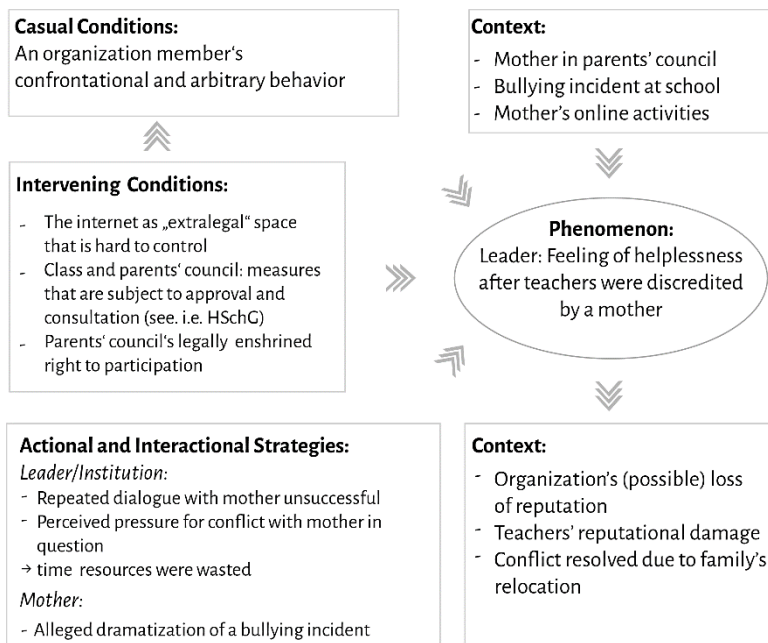 Casual Conditions:
An organization member's
confrontational and arbitrary behavior
Context:
- Mother in parents' council
- Bullying incident at school
- Mother's online activities
Intervening Conditions:
- The internet as „extralegal“ space
that is hard to control
- Class and parents' council: measures
that are subject to approval and
consultation (see. i.e. HSchG)
- Parents' council's legally enshrined
right to participation
Phenomenon:
Leader: Feeling of helplessness
after teachers were discredited
by a mother
Actional and Interactional Strategies:
Leader/Institution:
- Repeated dialogue with mother unsuccessful
- Perceived pressure for conflict with mother in
question
→ time resources were wasted
Mother:
- Alleged dramatization of a bullying incident
Context:
- Organization's (possible) loss
of reputation
- Teachers' reputational damage
- Conflict resolved due to family's
relocation